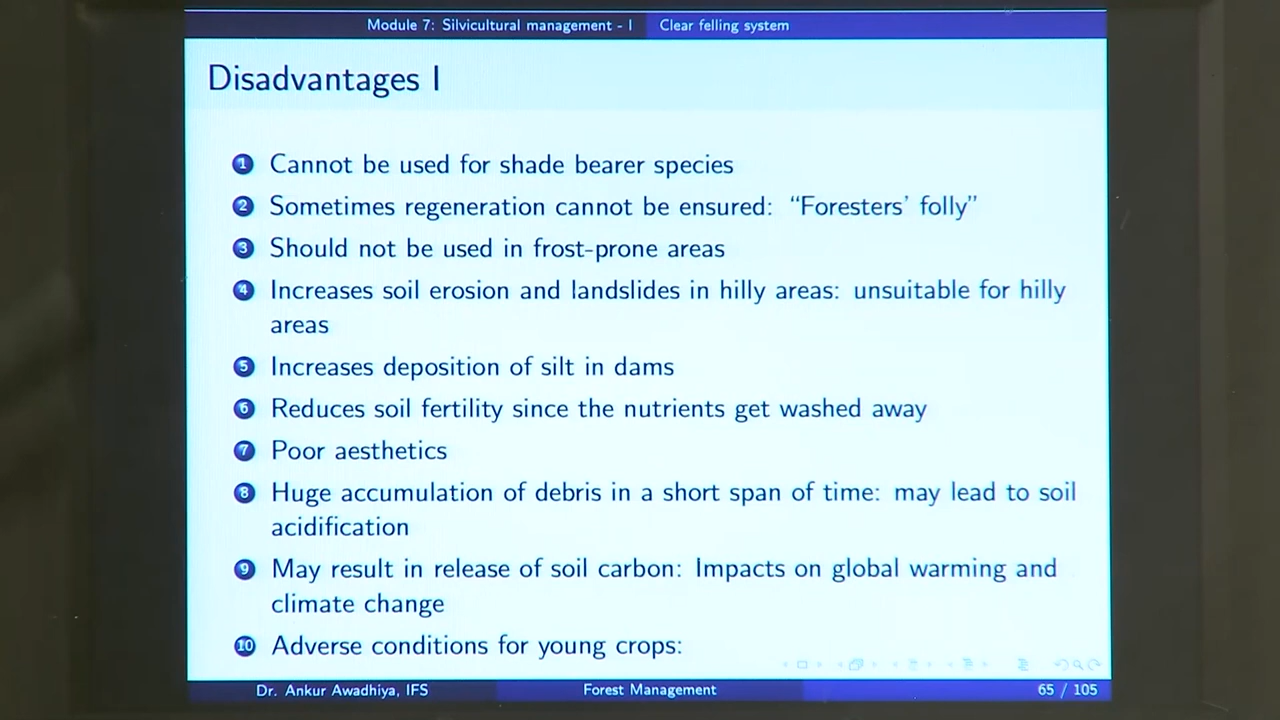 Module 7: Silvicultural management - I Clear felling system
Disadvantages I
1 Cannot be used for shade bearer species
2 Sometimes regeneration cannot be ensured: “Foresters’ folly”
3 Should not be used in frost-prone areas
4 Increases soil erosion and landslides in hilly areas: unsuitable for hilly
areas
5 Increases deposition of silt in dams
6 Reduces soil fertility since the nutrients get washed away
7 Poor aesthetics
8 Huge accumulation of debris in a short span of time: may lead to soil
acidification
9 May result in release of soil carbon: Impacts on global warming and
climate change
10 Adverse conditions for young crops:
Dr. Ankur Awadhiya, IFS Forest Management 65 / 105